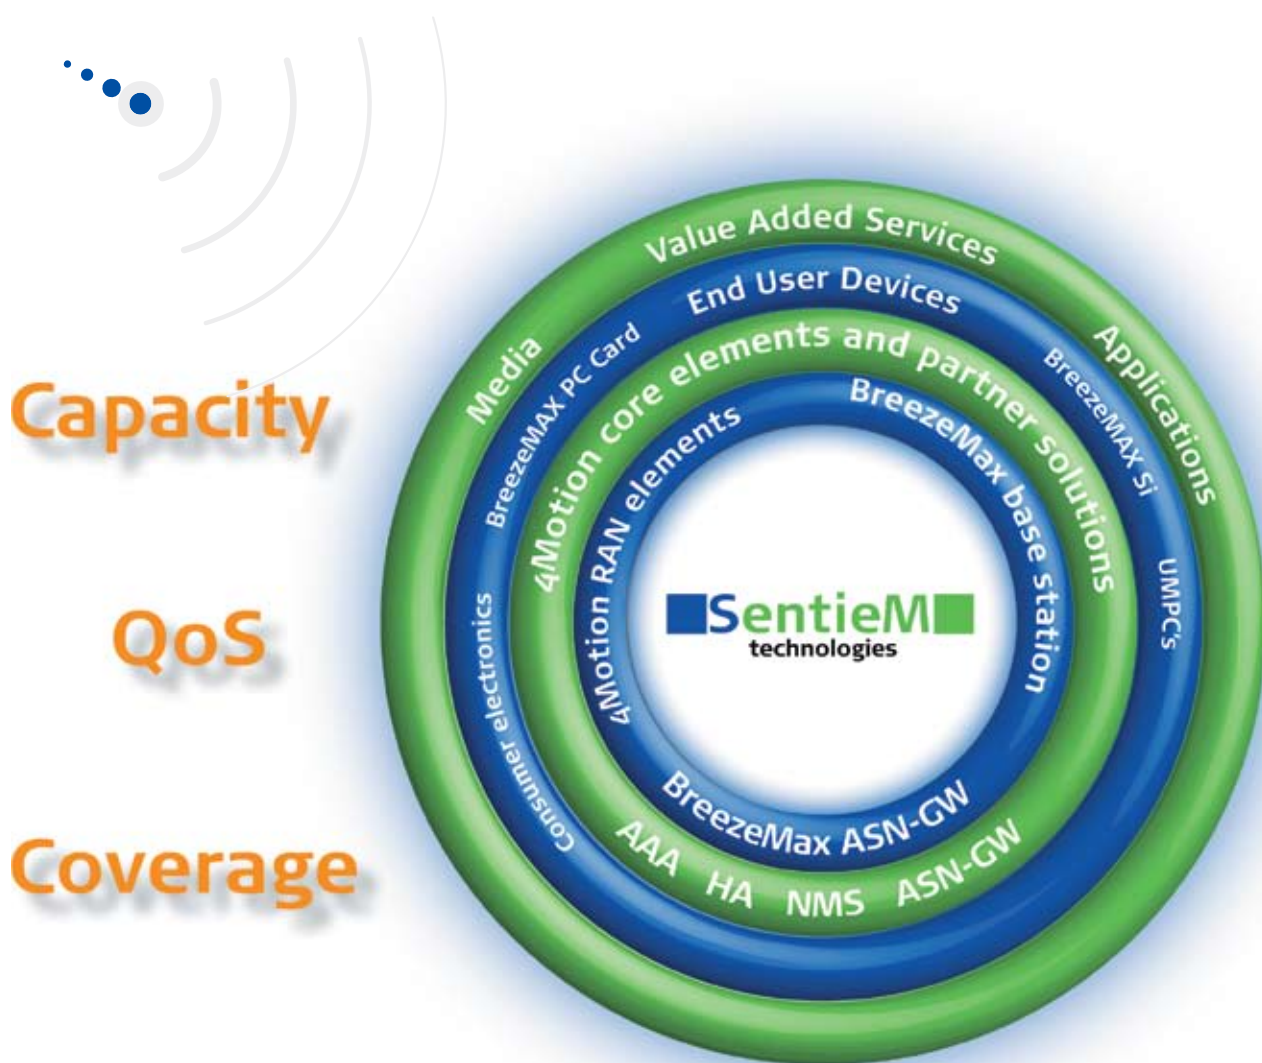 Capacity
QoS
Coverage
Value Added Services
Media
Applications
End User Devices
BreezeMAX PC Card
BreezeMAX Si
UMPC's
Consumer electronics
4Motion core elements and partner solutions
AAA HA NMS ASN-GW
4Motion RAN elements
BreezeMax base station
BreezeMax ASN-GW
SentieM
technologies